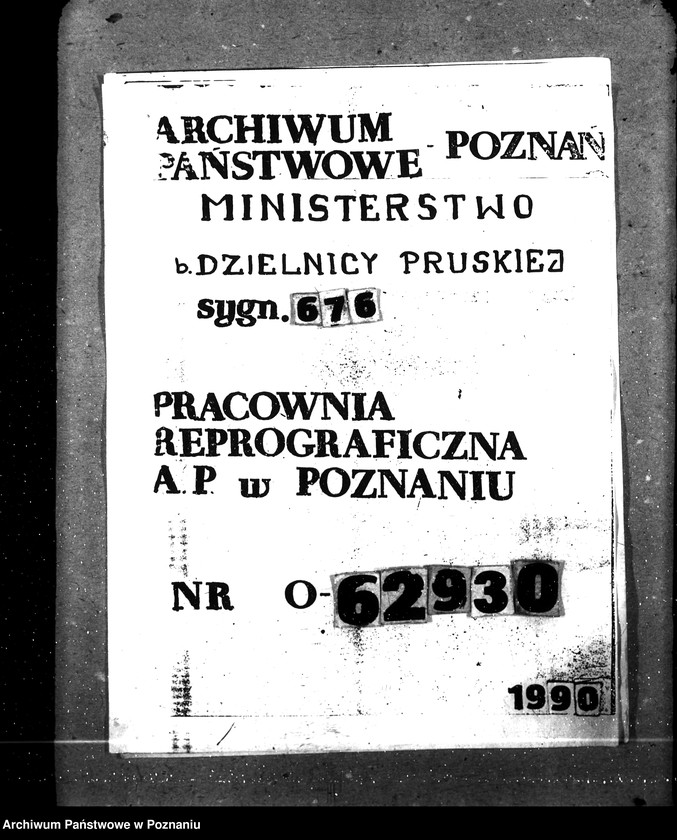 ARCHIWUM
PAŃSTWOWE - POZNAŃ
MINISTERSTWO
b. DZIELNICY PRUSKIEJ
sygn. 676
PRACOWNIA
REPROGRAFICZNA
A.P. w POZNANIU
NR O-62930
1990
Archiwum Państwowe w Poznaniu